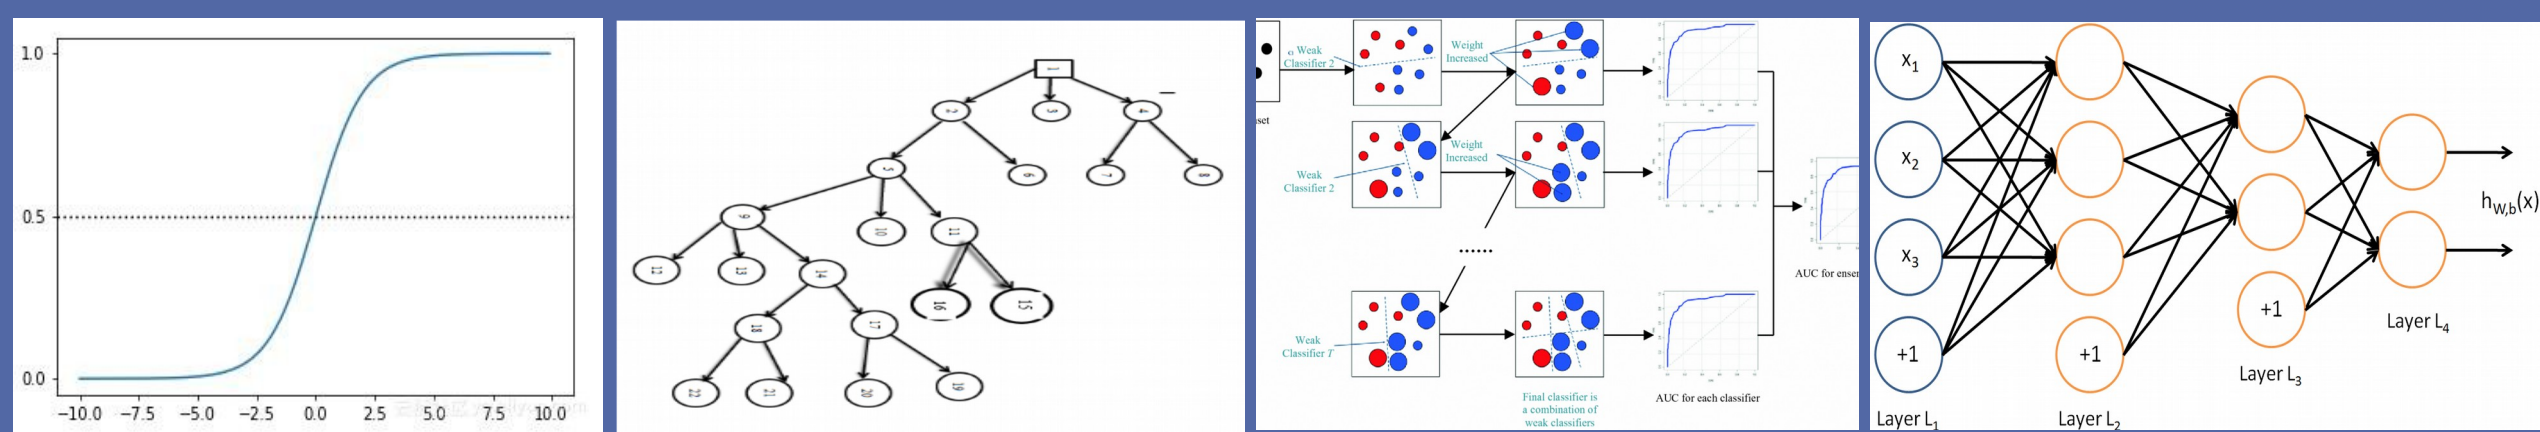 1.0
0.5
0.0
−10.0 −7.5 −5.0 −2.5 0.0 2.5 5.0 7.5 10.0
1
2
3
4
5
6
7
8
9
10
11
12
13
14
16
15
18
17
22
21
20
19
Weak
Classifier 2
Weight
Increased
Weak
Classifier 2
Weight
Increased
......
Weak
Classifier T
Final classifier is
a combination of
weak classifiers
AUC for each classifier
AUC for enser
x1
x2
x3
+1
Layer L1
+1
Layer L2
+1
Layer L3
Layer L4
hW,b(x)